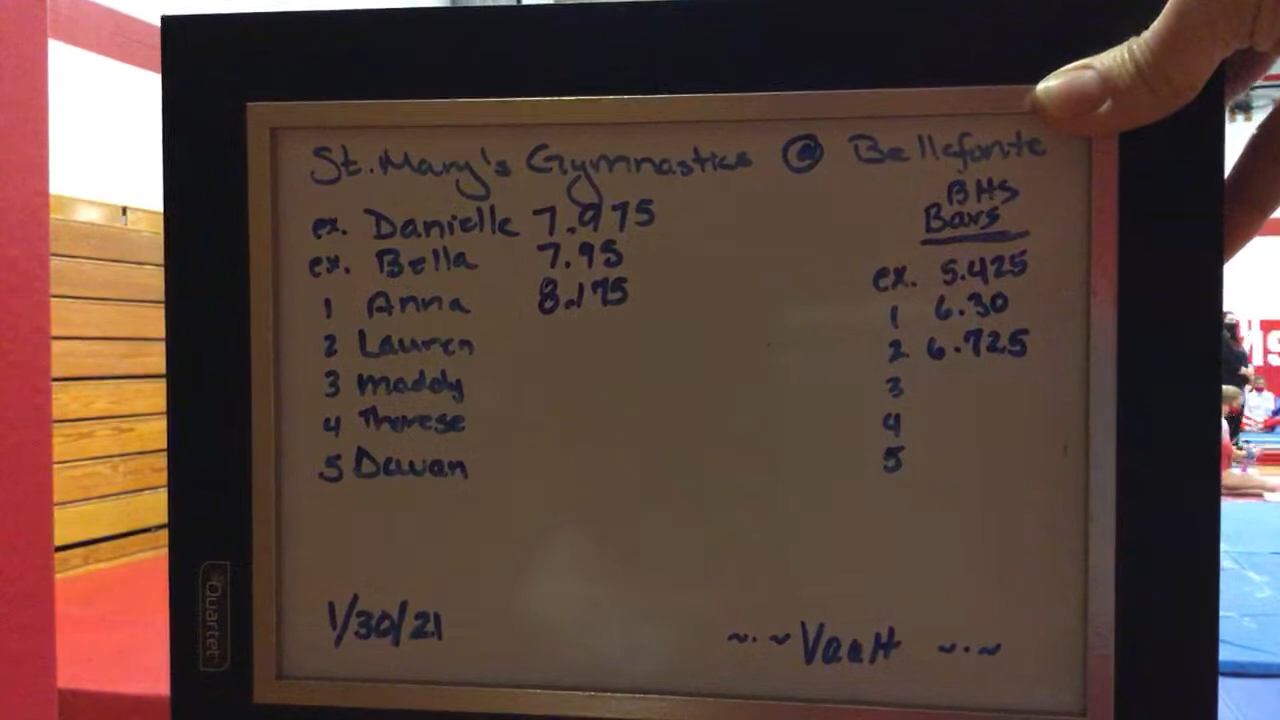 St. Mary's Gymnastics @ Bellefonte
ex. Danielle 7.975
ex. Bella 7.95
1 Anna 8.175
2 Lauren
3 Maddy
4 Therese
5 Dewan
BHS
Bars
ex. 5.425
1 6.30
2 6.725
3
4
5
1/30/21
~·~ Vault ~·~
Quartet